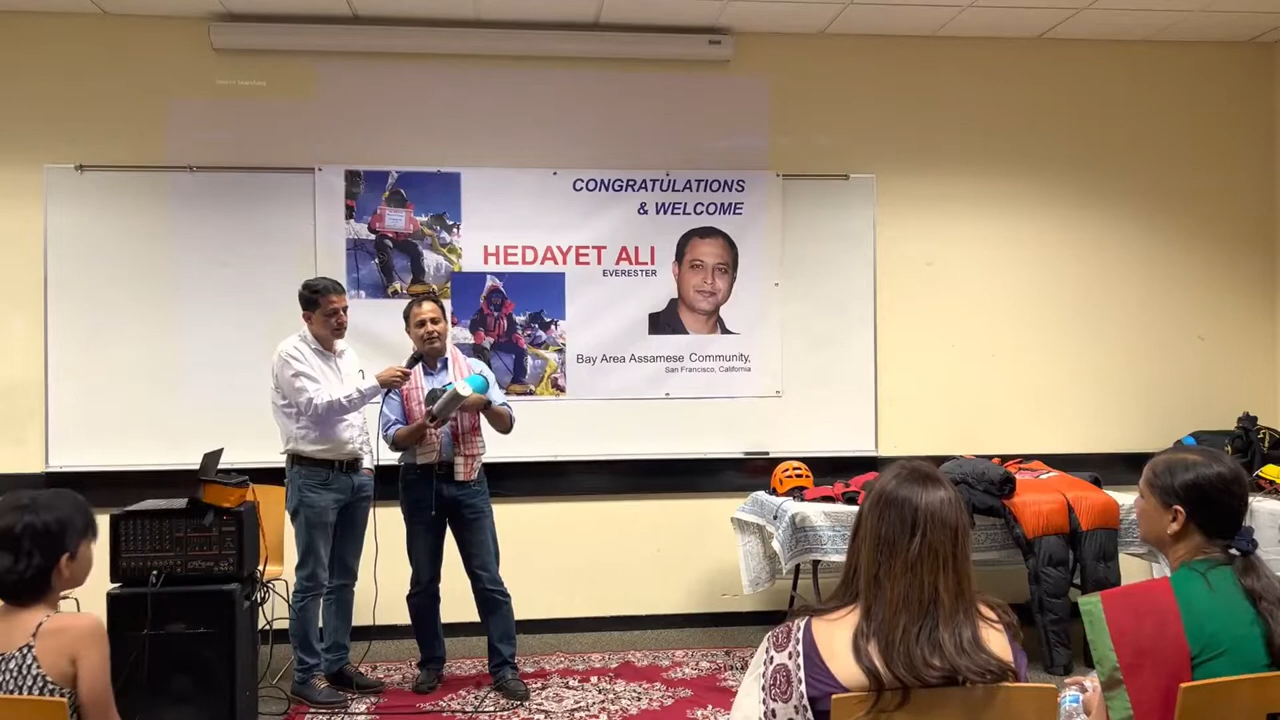 CONGRATULATIONS
& WELCOME
HEDAYET ALI
EVERESTER
Bay Area Assamese Community,
San Francisco, California